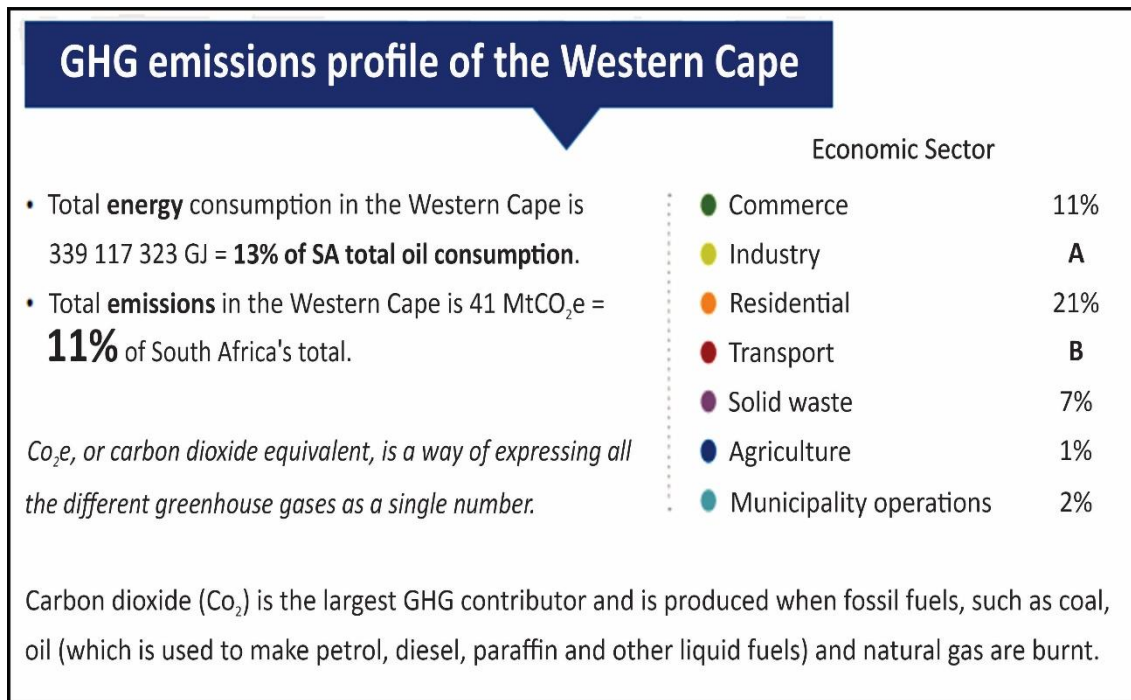 GHG emissions profile of the Western Cape
• Total energy consumption in the Western Cape is
339 117 323 GJ = 13% of SA total oil consumption.
• Total emissions in the Western Cape is 41 MtCO₂e =
11% of South Africa's total.
Co₂e, or carbon dioxide equivalent, is a way of expressing all
the different greenhouse gases as a single number.
Economic Sector
Commerce 11%
Industry A
Residential 21%
Transport B
Solid waste 7%
Agriculture 1%
Municipality operations 2%
Carbon dioxide (Co₂) is the largest GHG contributor and is produced when fossil fuels, such as coal,
oil (which is used to make petrol, diesel, paraffin and other liquid fuels) and natural gas are burnt.